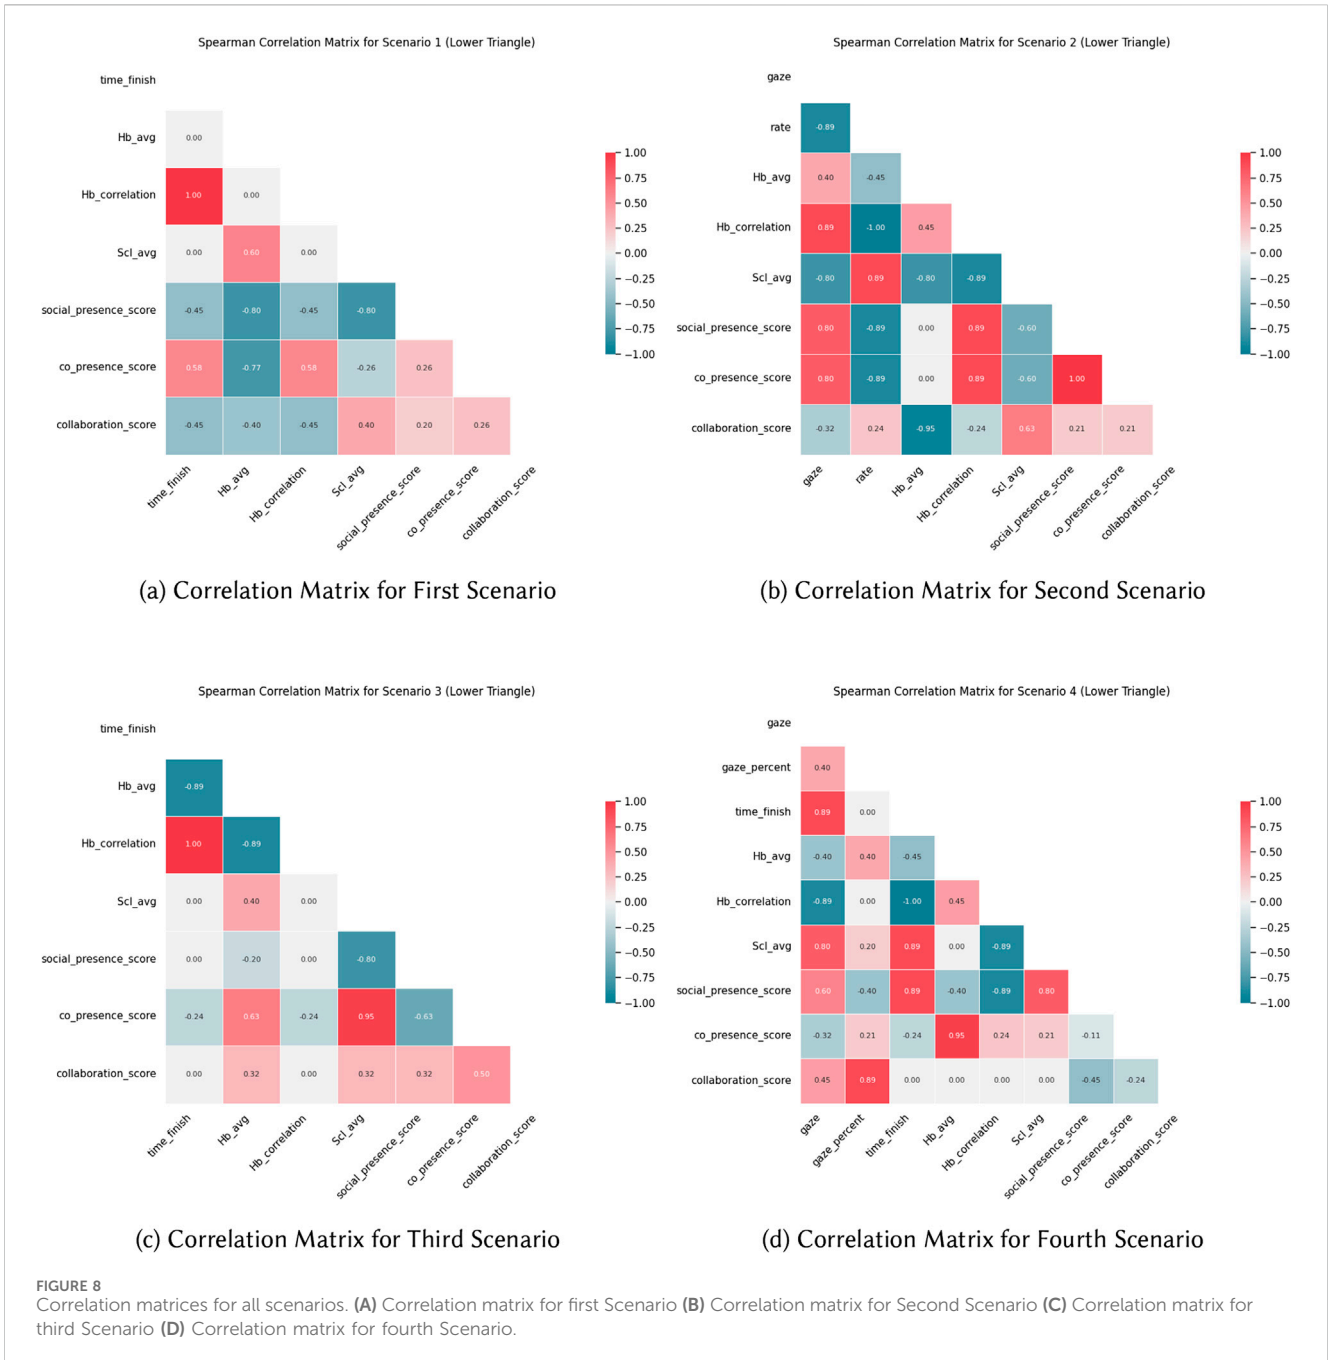 Spearman Correlation Matrix for Scenario 1 (Lower Triangle)
time_finish
Hb_avg
0.00
Hb_correlation
1.00 0.00
Scl_avg
0.00 0.60 0.00
social_presence_score
-0.45 -0.80 -0.45 -0.80
co_presence_score
0.58 -0.77 0.58 -0.26 0.26
collaboration_score
-0.45 -0.40 -0.45 0.40 0.20 0.26
time_finish
Hb_avg
Hb_correlation
Scl_avg
social_presence_score
co_presence_score
collaboration_score
1.00
0.75
0.50
0.25
0.00
−0.25
−0.50
−0.75
−1.00
(a) Correlation Matrix for First Scenario
Spearman Correlation Matrix for Scenario 2 (Lower Triangle)
gaze
rate
-0.89
Hb_avg
0.40 -0.45
Hb_correlation
0.89 -1.00 0.45
Scl_avg
-0.80 0.89 -0.80 -0.89
social_presence_score
0.80 -0.89 0.00 0.89 -0.60
co_presence_score
0.80 -0.89 0.00 0.89 -0.60 1.00
collaboration_score
-0.32 0.24 -0.95 -0.24 0.63 0.21 0.21
gaze
rate
Hb_avg
Hb_correlation
Scl_avg
social_presence_score
co_presence_score
collaboration_score
1.00
0.75
0.50
0.25
0.00
−0.25
−0.50
−0.75
−1.00
(b) Correlation Matrix for Second Scenario
Spearman Correlation Matrix for Scenario 3 (Lower Triangle)
time_finish
Hb_avg
-0.89
Hb_correlation
1.00 -0.89
Scl_avg
0.00 0.40 0.00
social_presence_score
0.00 -0.20 0.00 -0.80
co_presence_score
-0.24 0.63 -0.24 0.95 -0.63
collaboration_score
0.00 0.32 0.00 0.32 0.32 0.50
time_finish
Hb_avg
Hb_correlation
Scl_avg
social_presence_score
co_presence_score
collaboration_score
1.00
0.75
0.50
0.25
0.00
−0.25
−0.50
−0.75
−1.00
(c) Correlation Matrix for Third Scenario
Spearman Correlation Matrix for Scenario 4 (Lower Triangle)
gaze
gaze_percent
0.40
time_finish
0.89 0.00
Hb_avg
-0.40 0.40 -0.45
Hb_correlation
-0.89 0.00 -1.00 0.45
Scl_avg
0.80 0.20 0.89 0.00 -0.89
social_presence_score
0.60 -0.40 0.89 -0.40 -0.89 0.80
co_presence_score
-0.32 0.21 -0.24 0.95 0.24 0.21 -0.11
collaboration_score
0.45 0.89 0.00 0.00 0.00 0.00 -0.45 -0.24
gaze
gaze_percent
time_finish
Hb_avg
Hb_correlation
Scl_avg
social_presence_score
co_presence_score
collaboration_score
1.00
0.75
0.50
0.25
0.00
−0.25
−0.50
−0.75
−1.00
(d) Correlation Matrix for Fourth Scenario
FIGURE 8
Correlation matrices for all scenarios. (A) Correlation matrix for first Scenario (B) Correlation matrix for Second Scenario (C) Correlation matrix for
third Scenario (D) Correlation matrix for fourth Scenario.